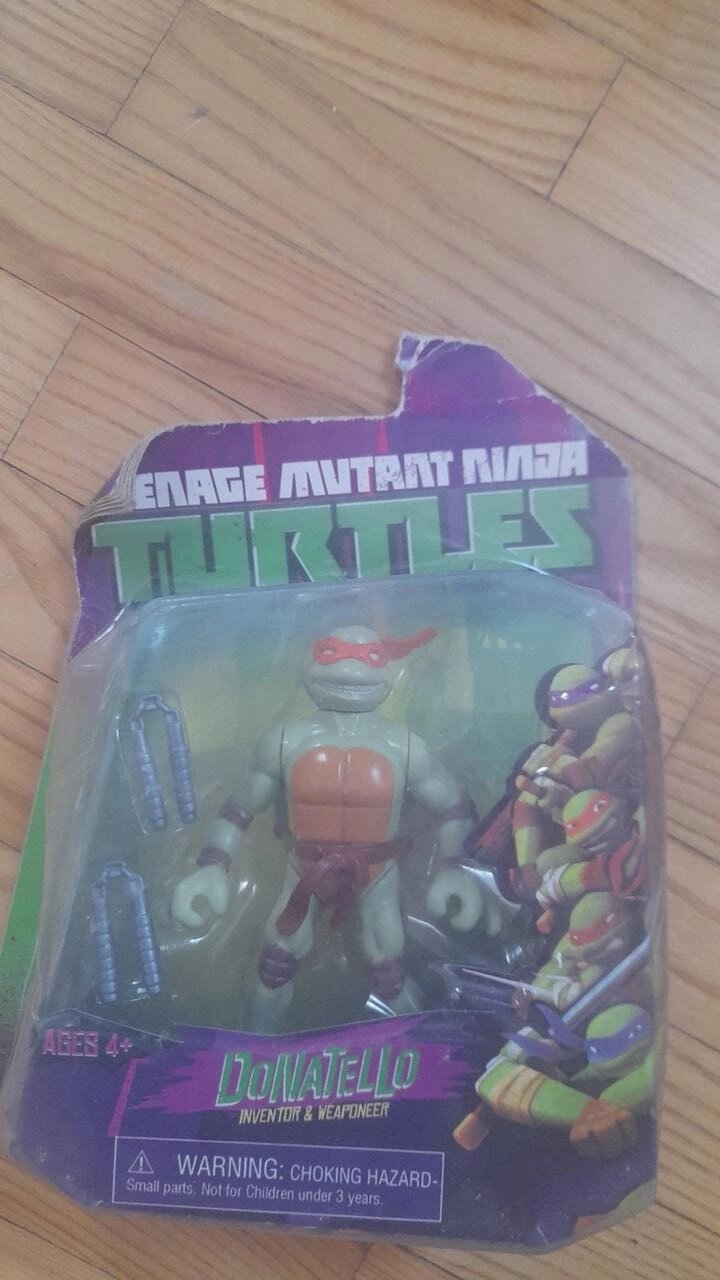 ENAGE MUTANT NINJA
TURTLES
AGES 4+
DONATELLO
INVENTOR & WEAPONEER
WARNING: CHOKING HAZARD-
Small parts. Not for Children under 3 years.